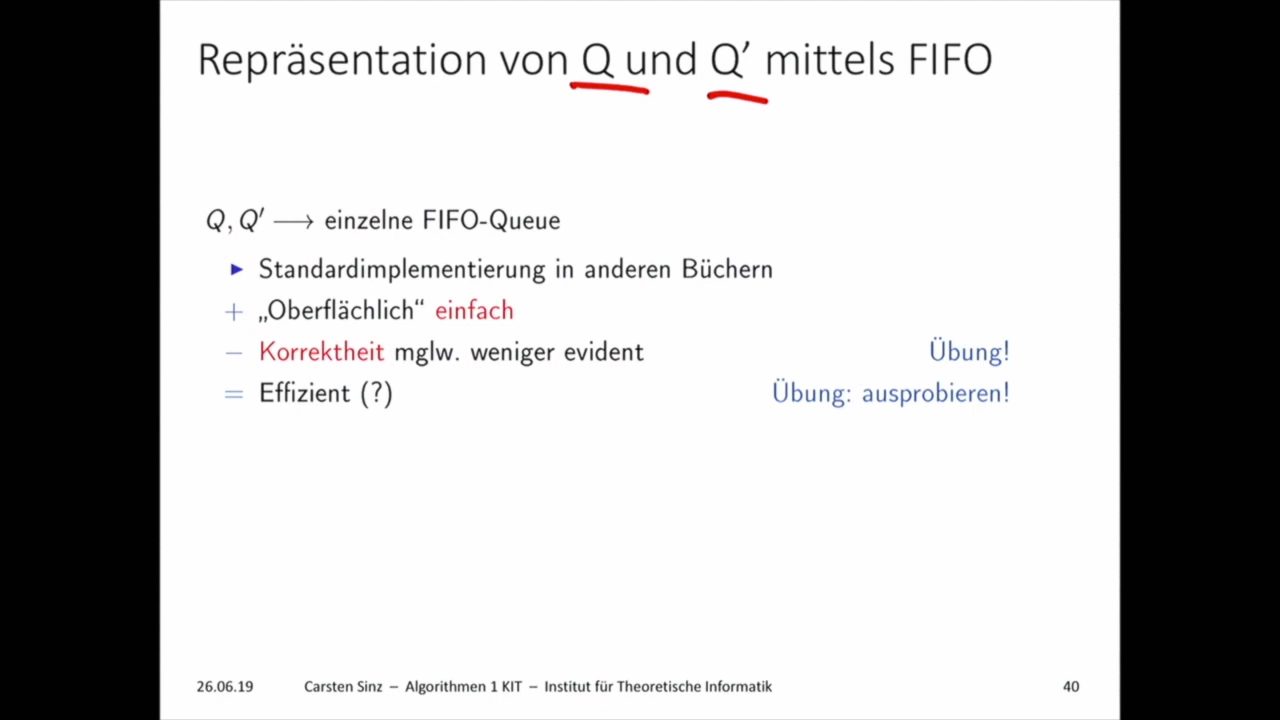 Repräsentation von Q und Q’ mittels FIFO
Q, Q′ ⟶ einzelne FIFO-Queue
▶ Standardimplementierung in anderen Büchern
+ „Oberflächlich“ einfach
− Korrektheit mglw. weniger evident Übung!
= Effizient (?) Übung: ausprobieren!
26.06.19 Carsten Sinz – Algorithmen 1 KIT – Institut für Theoretische Informatik 40